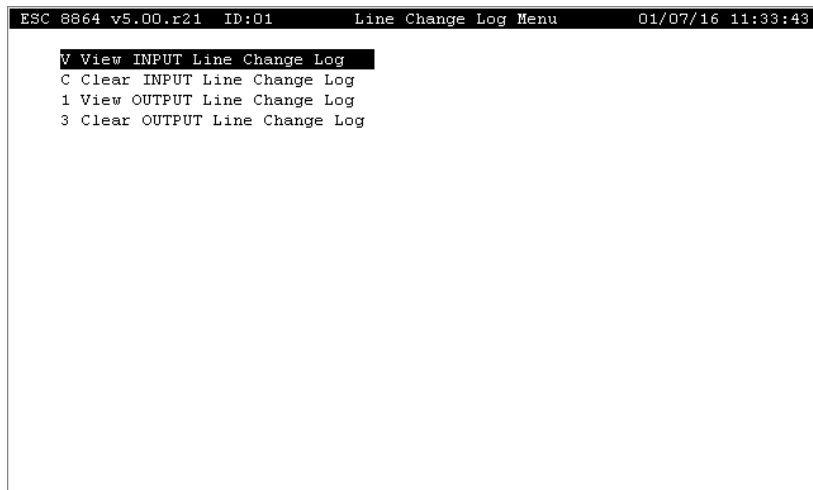 ESC 8864 v5.00.r21 ID:01 Line Change Log Menu 01/07/16 11:33:43
V View INPUT Line Change Log
C Clear INPUT Line Change Log
1 View OUTPUT Line Change Log
3 Clear OUTPUT Line Change Log